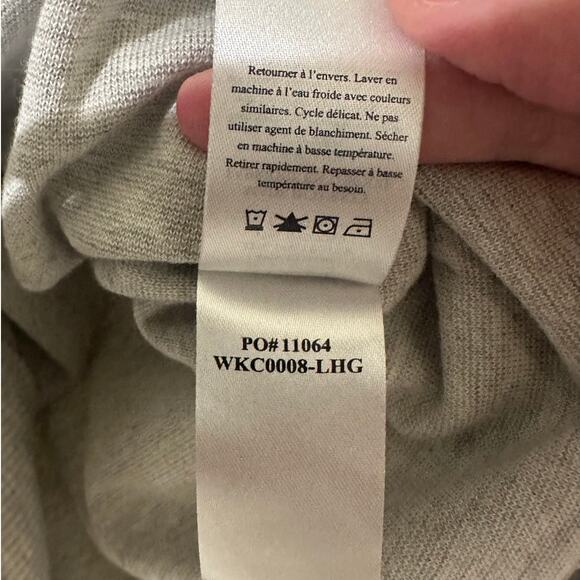 Retourner à l'envers. Laver en
machine à l'eau froide avec couleurs
similaires. Cycle délicat. Ne pas
utiliser agent de blanchiment. Sécher
en machine à basse température.
Retirer rapidement. Repasser à basse
température au besoin.
PO# 11064
WKC0008-LHG